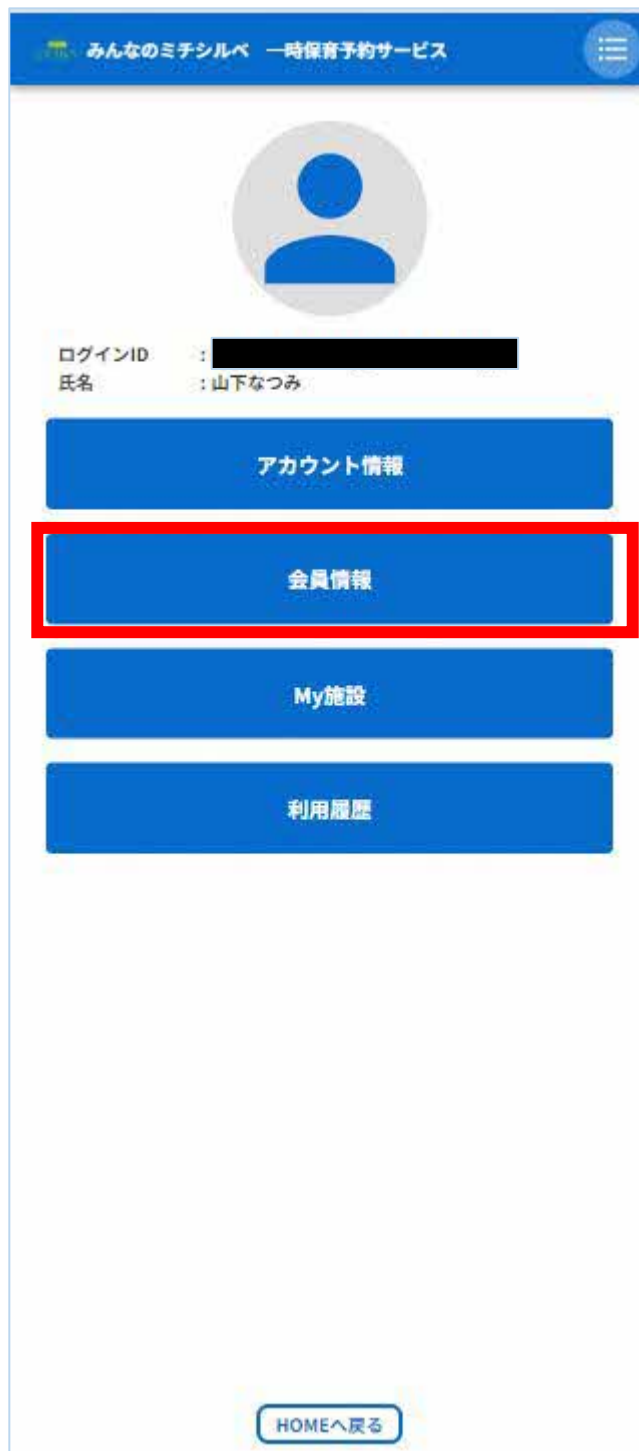 みんなのミチシルベ 一時保育予約サービス
ログインID :
氏名 :山下なつみ
アカウント情報
会員情報
My施設
利用履歴
HOMEへ戻る